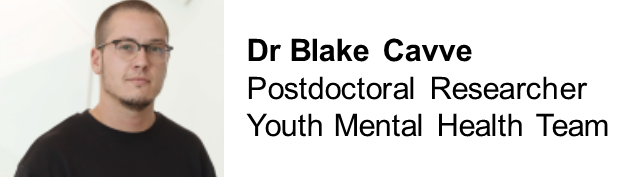 Dr Blake Cavve
Postdoctoral Researcher
Youth Mental Health Team